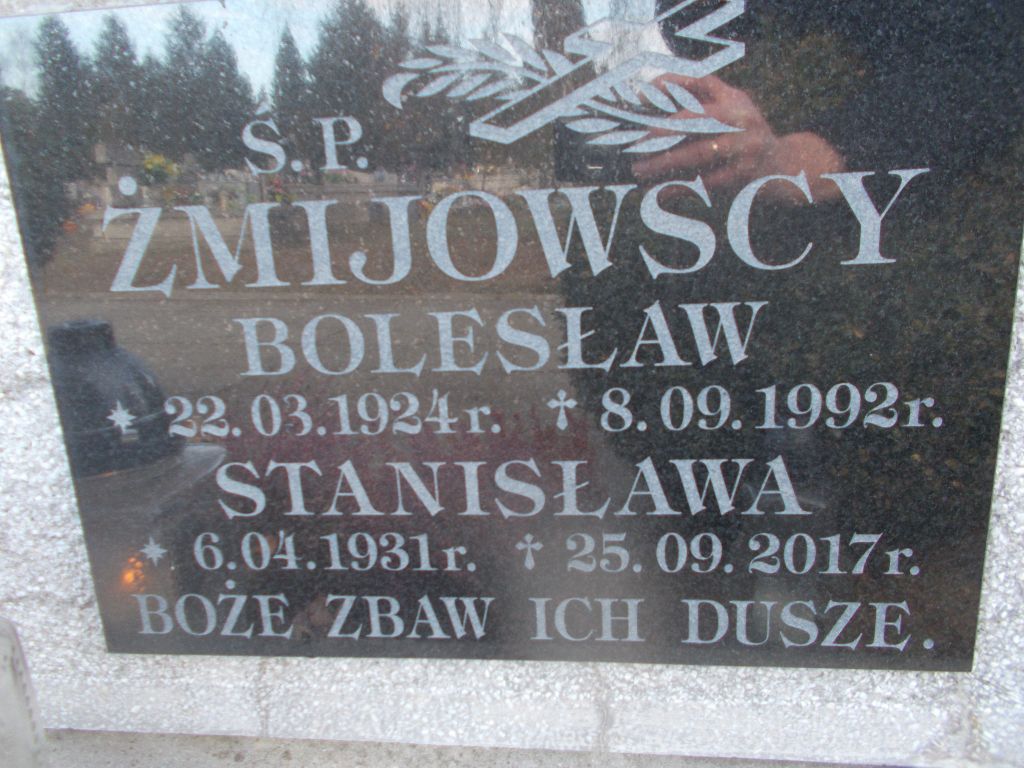 Ś.P.
ŻMIJOWSCY
BOLESŁAW
* 22.03.1924r. † 8.09.1992r.
STANISŁAWA
* 6.04.1931r. † 25.09.2017r.
BOŻE ZBAW ICH DUSZE.